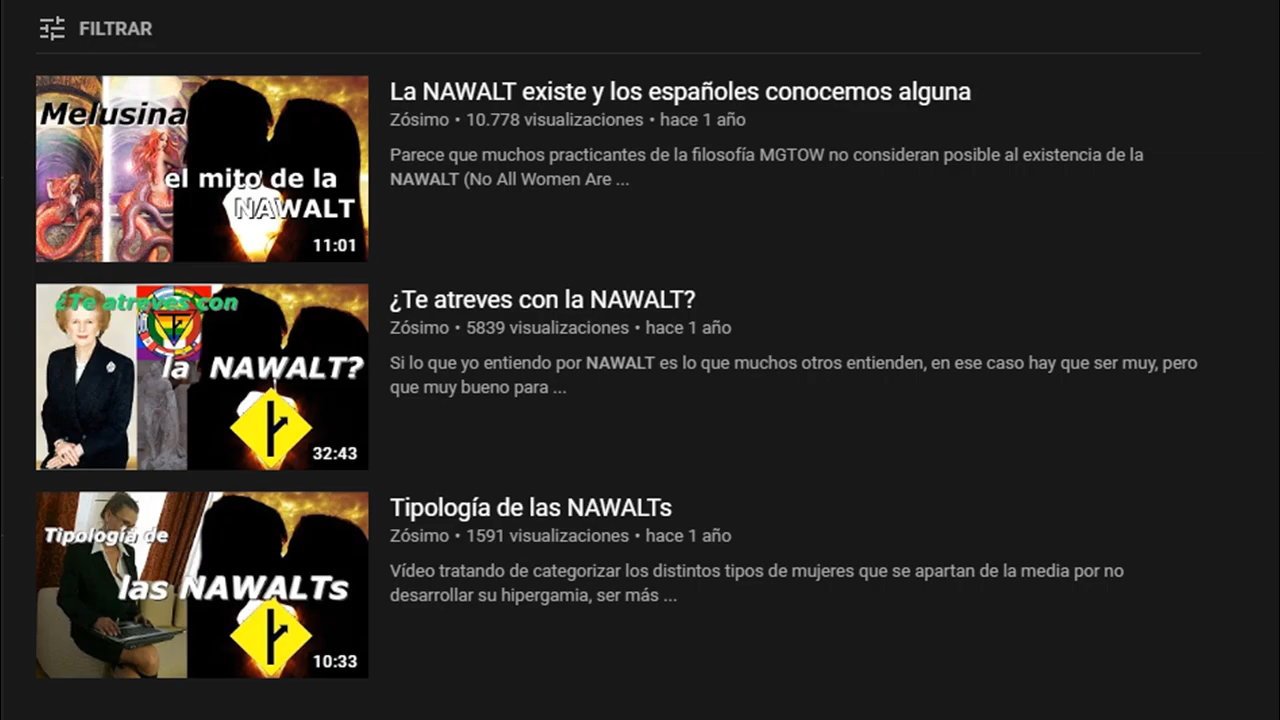 FILTRAR
Melusina
el mito de la
NAWALT
11:01
La NAWALT existe y los españoles conocemos alguna
Zósimo • 10.778 visualizaciones • hace 1 año
Parece que muchos practicantes de la filosofía MGTOW no consideran posible al existencia de la
NAWALT (No All Women Are ...
¿Te atreves con
la NAWALT?
32:43
¿Te atreves con la NAWALT?
Zósimo • 5839 visualizaciones • hace 1 año
Si lo que yo entiendo por NAWALT es lo que muchos otros entienden, en ese caso hay que ser muy, pero
que muy bueno para ...
Tipología de
las NAWALTs
10:33
Tipología de las NAWALTs
Zósimo • 1591 visualizaciones • hace 1 año
Vídeo tratando de categorizar los distintos tipos de mujeres que se apartan de la media por no
desarrollar su hipergamia, ser más ...